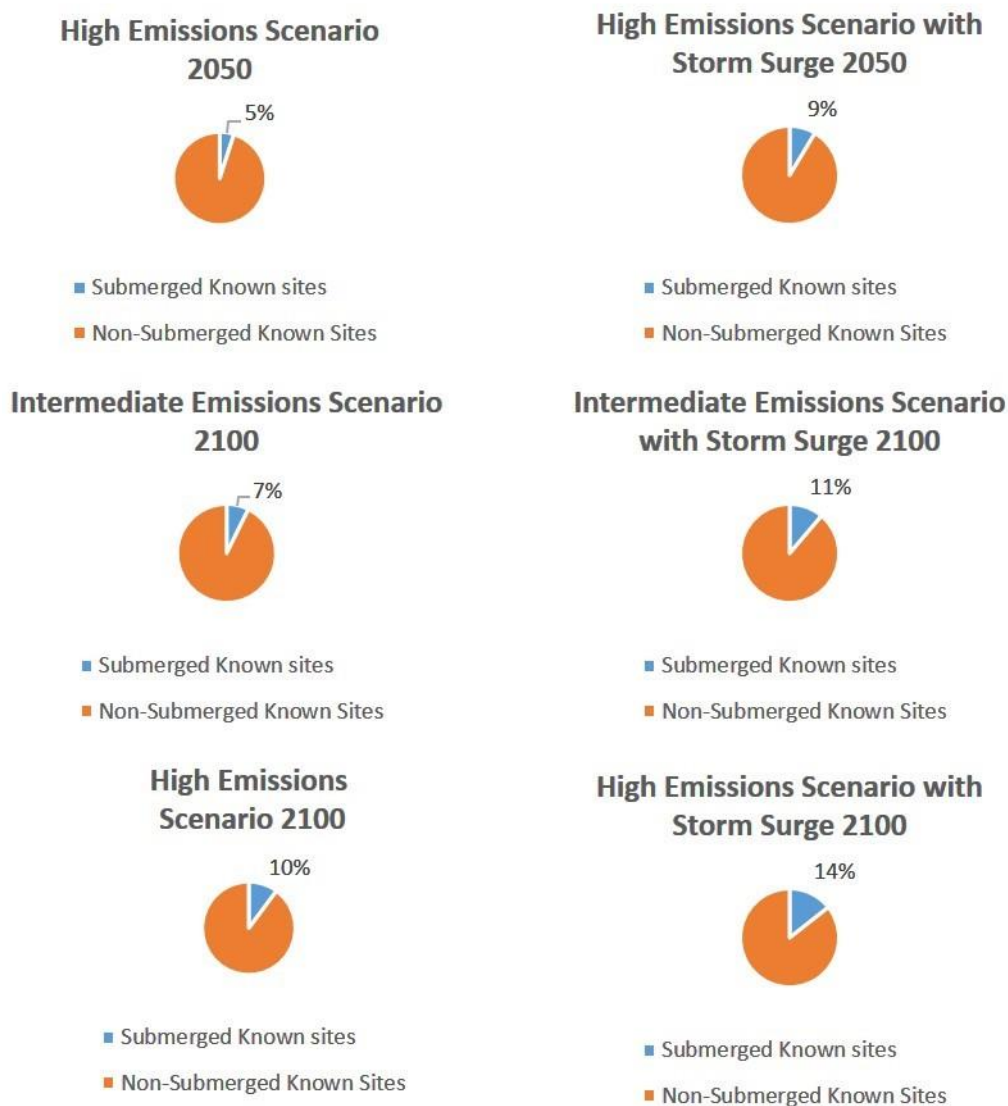 High Emissions Scenario
2050
5%
Submerged Known sites
Non-Submerged Known Sites
High Emissions Scenario with
Storm Surge 2050
9%
Submerged Known sites
Non-Submerged Known Sites
Intermediate Emissions Scenario
2100
7%
Submerged Known sites
Non-Submerged Known Sites
Intermediate Emissions Scenario
with Storm Surge 2100
11%
Submerged Known sites
Non-Submerged Known Sites
High Emissions
Scenario 2100
10%
Submerged Known sites
Non-Submerged Known Sites
High Emissions Scenario with
Storm Surge 2100
14%
Submerged Known sites
Non-Submerged Known Sites